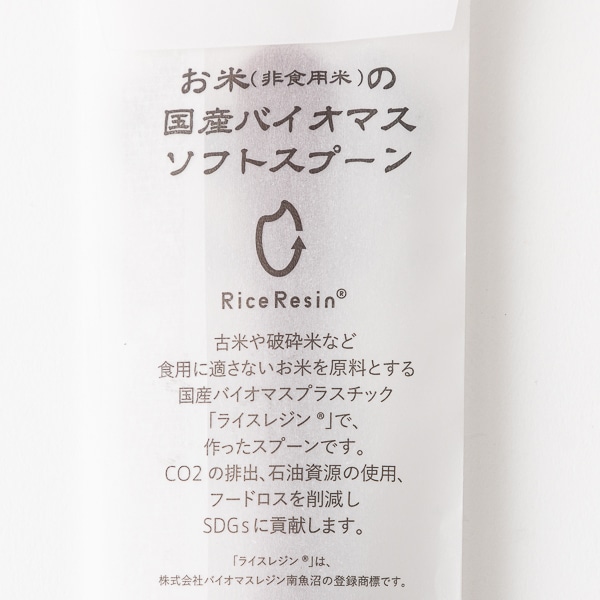 お米(非食用米)の
国産バイオマス
ソフトスプーン
RiceResin®
古米や破砕米など
食用に適さないお米を原料とする
国産バイオマスプラスチック
「ライスレジン®」で、
作ったスプーンです。
CO2の排出、石油資源の使用、
フードロスを削減し
SDGsに貢献します。
「ライスレジン®」は、
株式会社バイオマスレジン南魚沼の登録商標です。